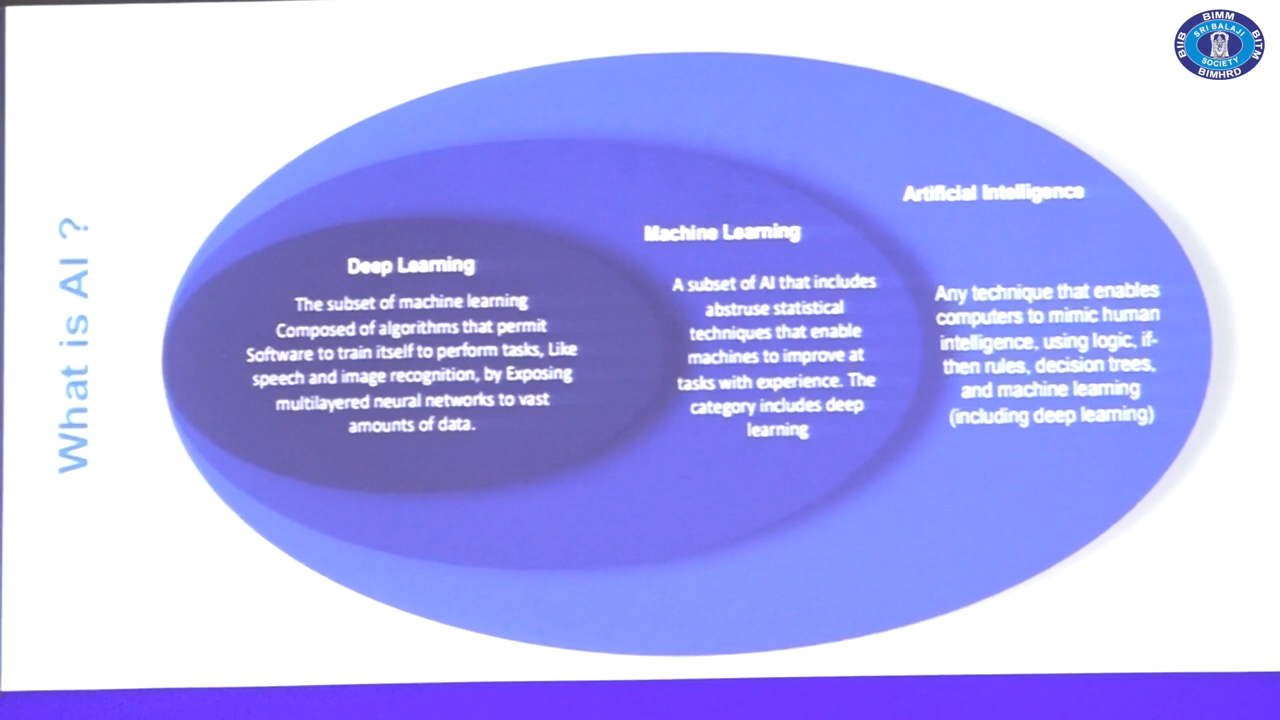 What is AI ?
Deep Learning
The subset of machine learning
Composed of algorithms that permit
Software to train itself to perform tasks, Like
speech and image recognition, by Exposing
multilayered neural networks to vast
amounts of data.
Machine Learning
A subset of AI that includes
abstruse statistical
techniques that enable
machines to improve at
tasks with experience. The
category includes deep
learning
Artificial Intelligence
Any technique that enables
computers to mimic human
intelligence, using logic, if-
then rules, decision trees,
and machine learning
(including deep learning)
BIMM
BIIB
BITM
BIMHRD
SRI BALAJI
SOCIETY